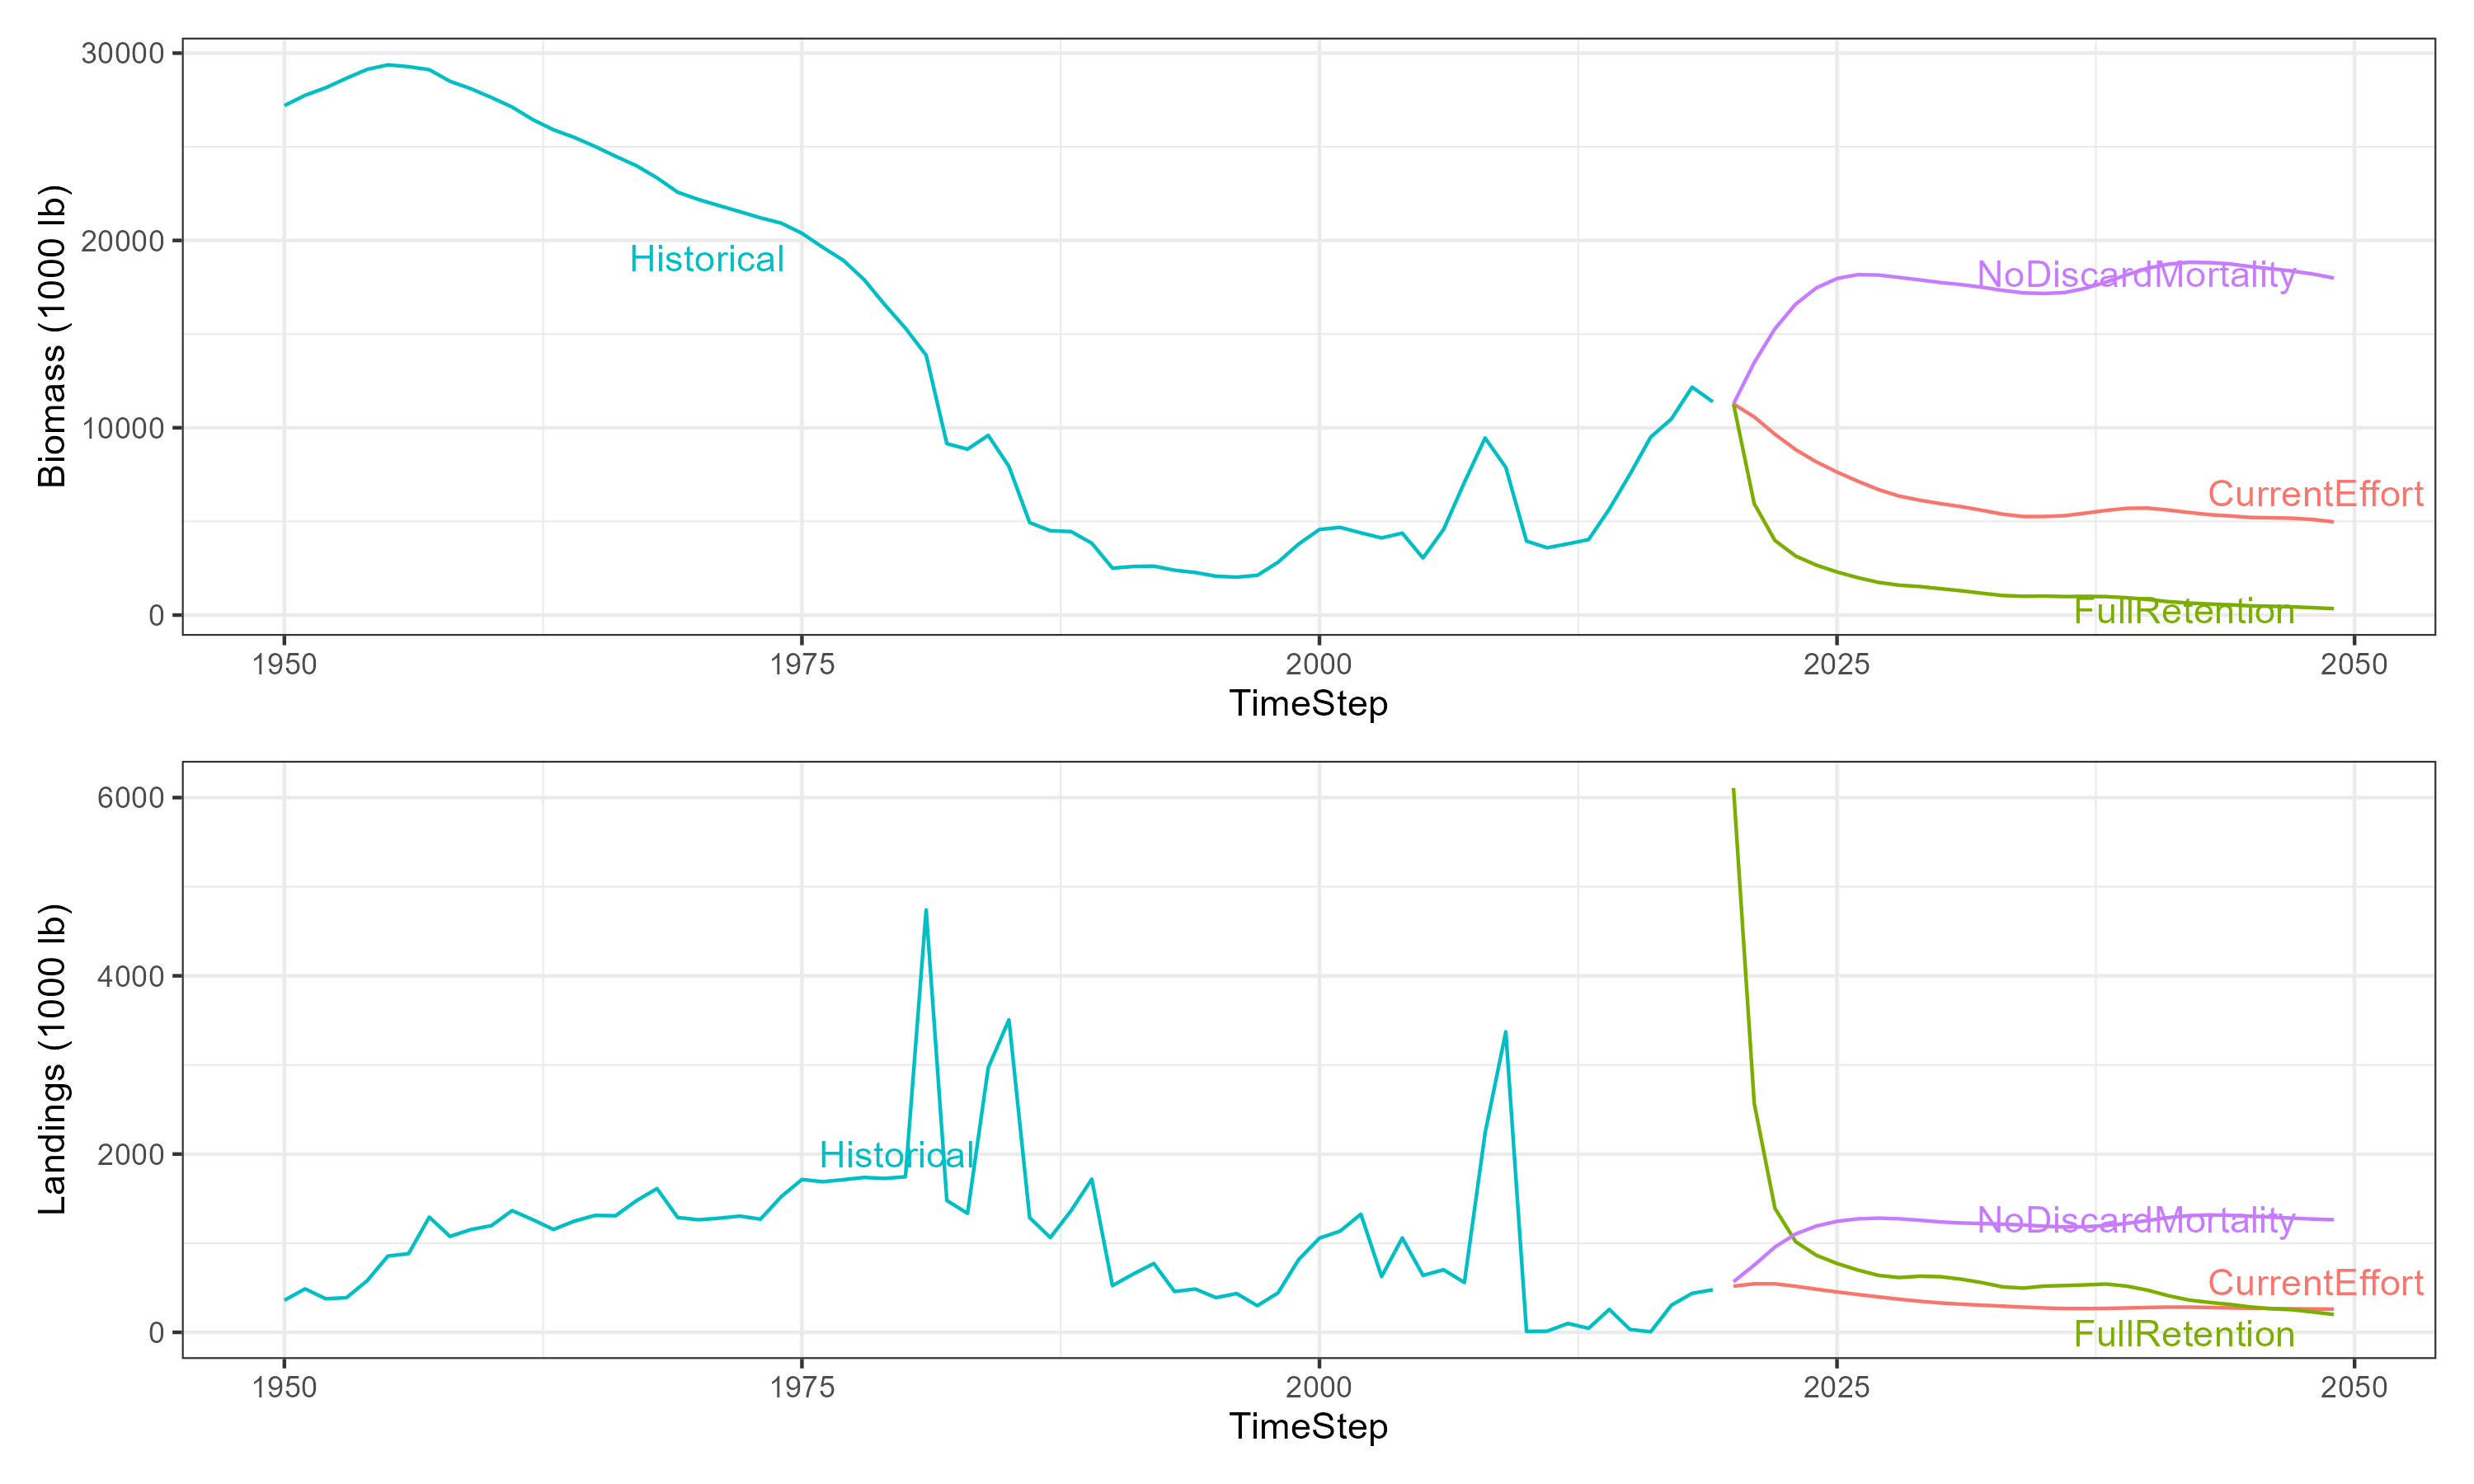 Biomass (1000 lb)
30000
20000
10000
0
Historical
NoDiscardMortality
CurrentEffort
FullRetention
1950 1975 2000 2025 2050
TimeStep
Landings (1000 lb)
6000
4000
2000
0
Historical
NoDiscardMortality
CurrentEffort
FullRetention
1950 1975 2000 2025 2050
TimeStep